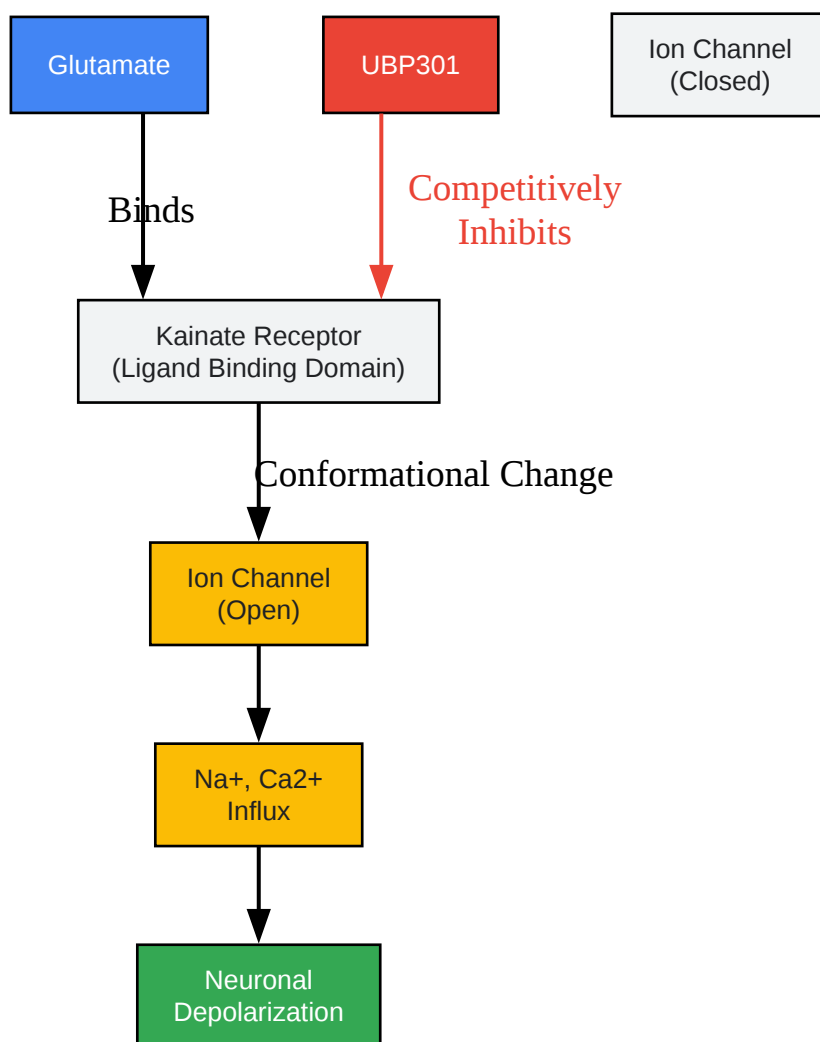 Glutamate
UBP301
Ion Channel
(Closed)
Binds
Competitively
Inhibits
Kainate Receptor
(Ligand Binding Domain)
Conformational Change
Ion Channel
(Open)
Na+, Ca2+
Influx
Neuronal
Depolarization